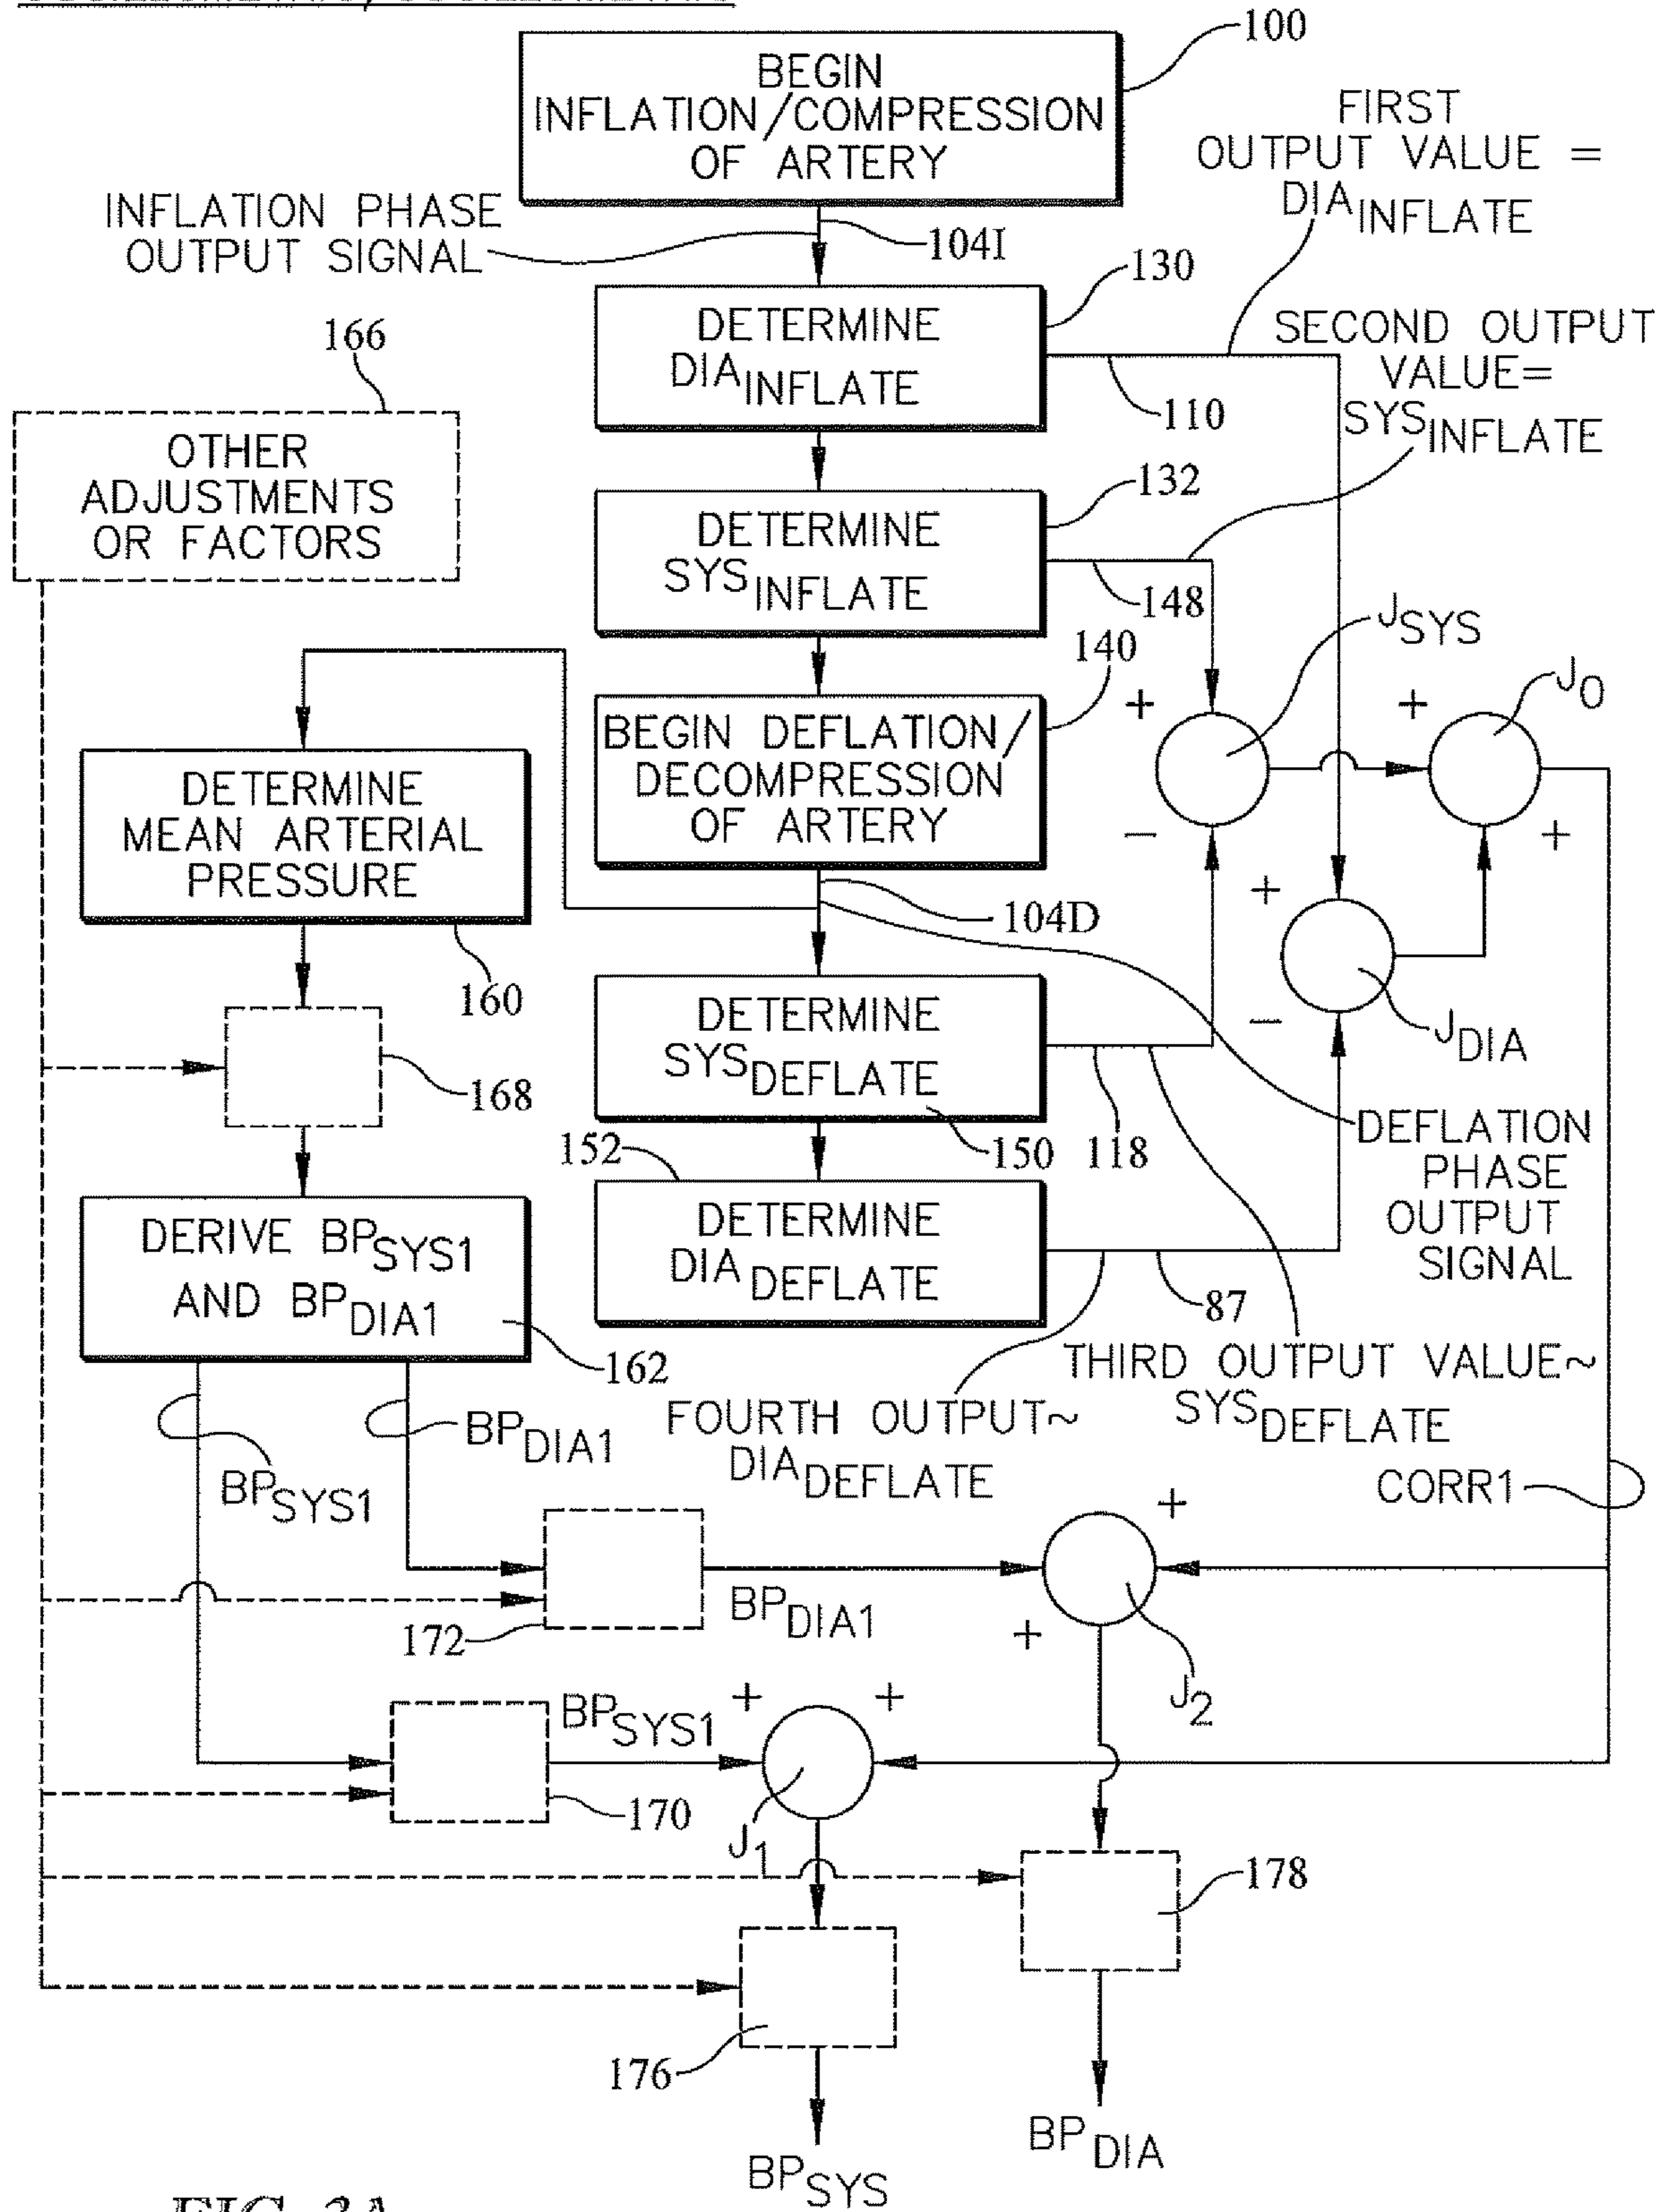 100
BEGIN
INFLATION/COMPRESSION
OF ARTERY
FIRST
OUTPUT VALUE =
DIAINFLATE
INFLATION PHASE
OUTPUT SIGNAL
104I
130
DETERMINE
DIAINFLATE
110
SECOND OUTPUT
VALUE=
SYSINFLATE
166
OTHER
ADJUSTMENTS
OR FACTORS
132
DETERMINE
SYSINFLATE
148
JSYS
J0
140
BEGIN DEFLATION/
DECOMPRESSION
OF ARTERY
+
−
+
+
+
−
JDIA
DETERMINE
MEAN ARTERIAL
PRESSURE
160
104D
168
DETERMINE
SYSDEFLATE
150
118
DEFLATION
PHASE
OUTPUT
SIGNAL
152
DETERMINE
DIADEFLATE
87
DERIVE BPSYS1
AND BPDIA1
162
THIRD OUTPUT VALUE~
SYSDEFLATE
FOURTH OUTPUT~
DIADEFLATE
BPSYS1
BPDIA1
CORR1
172
BPDIA1
+
+
J2
BPSYS1
+
+
170
J1
178
176
BPDIA
BPSYS
FIG. 3A